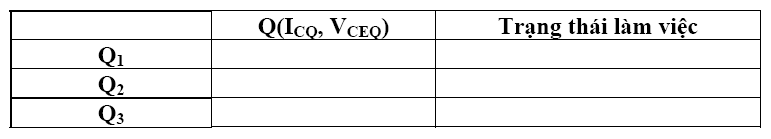 Q(I_CQ, V_CEQ) Trạng thái làm việc
Q₁
Q₂
Q₃